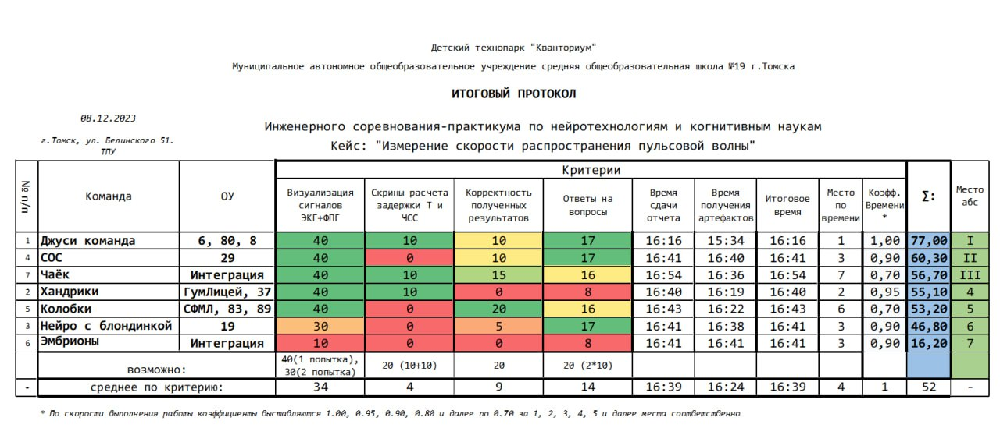 Детский технопарк "Кванториум"
Муниципальное автономное общеобразовательное учреждение средняя общеобразовательная школа №19 г.Томска
ИТОГОВЫЙ ПРОТОКОЛ
08.12.2023
г.Томск, ул. Белинского 51.
ТПУ
Инженерного соревнования-практикума по нейротехнологиям и когнитивным наукам
Кейс: "Измерение скорости распространения пульсовой волны"
№ п/п Команда ОУ Критерии ∑: Место абс
Визуализация сигналов ЭКГ+ФПГ Скрины расчета задержки Т и ЧСС Корректность полученных результатов Ответы на вопросы Время сдачи отчета Время получения артефактов Итоговое время Место по времени Коэфф. Времени *
1 Джуси команда 6, 80, 8 40 10 10 17 16:16 15:34 16:16 1 1,00 77,00 I
4 СОС 29 40 0 10 17 16:41 16:40 16:41 3 0,90 60,30 II
7 Чаёк Интеграция 40 10 15 16 16:54 16:36 16:54 7 0,70 56,70 III
2 Хандрики ГумЛицей, 37 40 10 0 8 16:40 16:19 16:40 2 0,95 55,10 4
5 Колобки СФМЛ, 83, 89 40 0 20 16 16:43 16:22 16:43 6 0,70 53,20 5
3 Нейро с блондинкой 19 30 0 5 17 16:41 16:38 16:41 3 0,90 46,80 6
6 Эмбрионы Интеграция 10 0 0 8 16:41 16:41 16:41 3 0,90 16,20 7
возможно: 40(1 попытка), 30(2 попытка) 20 (10+10) 20 20 (2*10)
- среднее по критерию: 34 4 9 14 16:39 16:24 16:39 4 1 52 -
* По скорости выполнения работы коэффициенты выставляются 1.00, 0.95, 0.90, 0.80 и далее по 0.70 за 1, 2, 3, 4, 5 и далее места соответственно